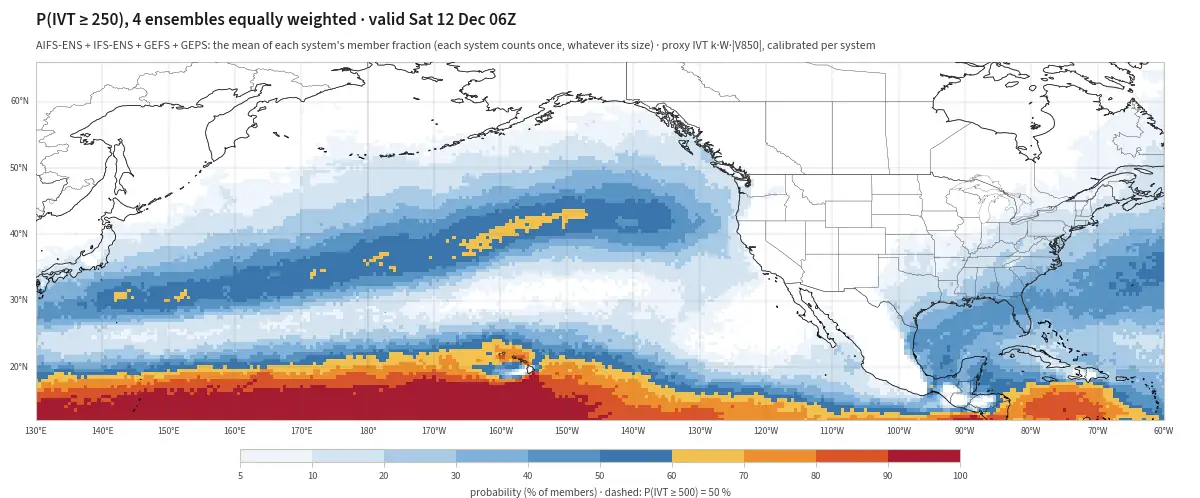 P(IVT ≥ 250), 4 ensembles equally weighted · valid Sat 12 Dec 06Z
AIFS-ENS + IFS-ENS + GEFS + GEPS: the mean of each system's member fraction (each system counts once, whatever its size) · proxy IVT k·W·|V850|, calibrated per system
60°N
50°N
40°N
30°N
20°N
130°E 140°E 150°E 160°E 170°E 180° 170°W 160°W 150°W 140°W 130°W 120°W 110°W 100°W 90°W 80°W 70°W 60°W
5 10 20 30 40 50 60 70 80 90 100
probability (% of members) · dashed: P(IVT ≥ 500) = 50 %